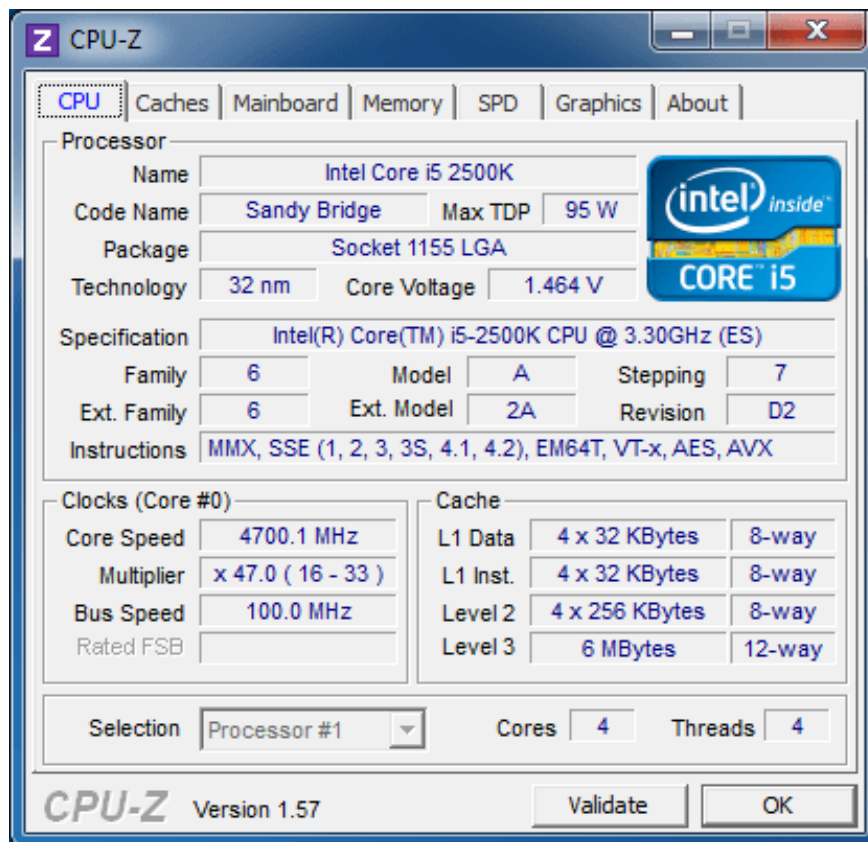 CPU-Z
CPU Caches Mainboard Memory SPD Graphics About
Processor
Name Intel Core i5 2500K
Code Name Sandy Bridge Max TDP 95 W
Package Socket 1155 LGA
Technology 32 nm Core Voltage 1.464 V
intel inside™
CORE™ i5
Specification Intel(R) Core(TM) i5-2500K CPU @ 3.30GHz (ES)
Family 6 Model A Stepping 7
Ext. Family 6 Ext. Model 2A Revision D2
Instructions MMX, SSE (1, 2, 3, 3S, 4.1, 4.2), EM64T, VT-x, AES, AVX
Clocks (Core #0)
Core Speed 4700.1 MHz
Multiplier x 47.0 ( 16 - 33 )
Bus Speed 100.0 MHz
Rated FSB
Cache
L1 Data 4 x 32 KBytes 8-way
L1 Inst. 4 x 32 KBytes 8-way
Level 2 4 x 256 KBytes 8-way
Level 3 6 MBytes 12-way
Selection Processor #1 Cores 4 Threads 4
CPU-Z Version 1.57 Validate OK